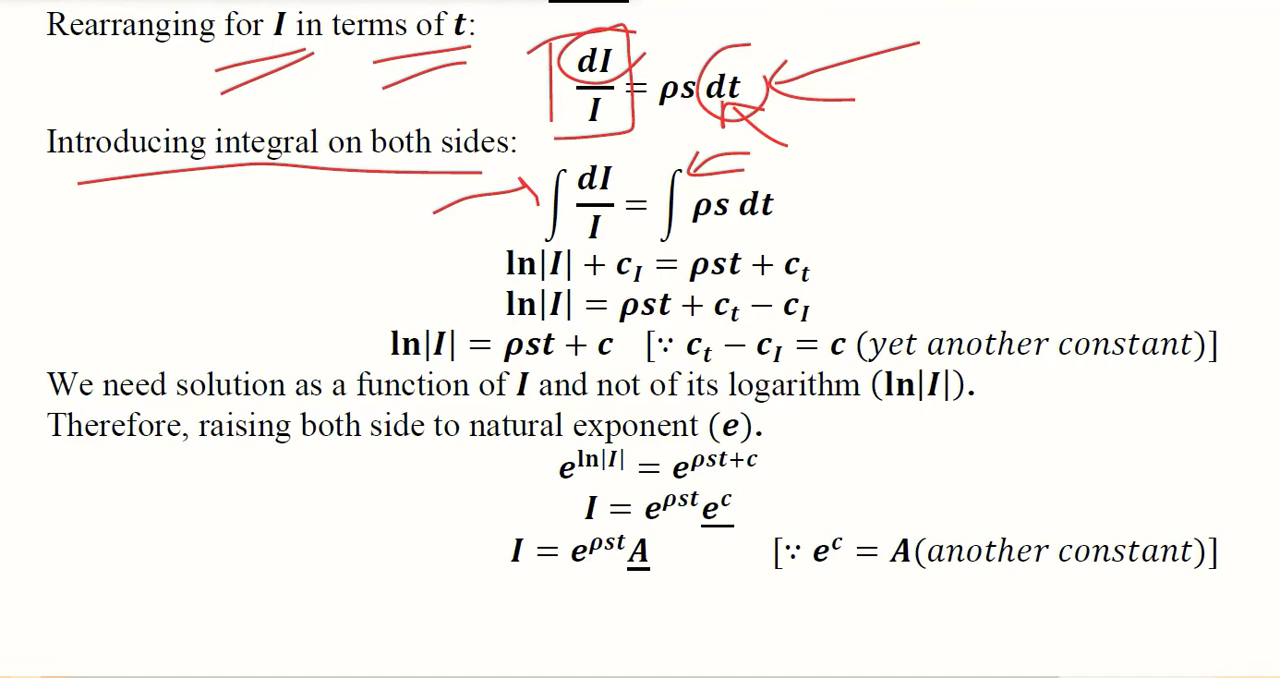 Rearranging for I in terms of t:
dI/I = ρs dt
Introducing integral on both sides:
∫ dI/I = ∫ ρs dt
ln|I| + c_I = ρst + c_t
ln|I| = ρst + c_t − c_I
ln|I| = ρst + c [∵ c_t − c_I = c (yet another constant)]
We need solution as a function of I and not of its logarithm (ln|I|).
Therefore, raising both side to natural exponent (e).
e^{ln|I|} = e^{ρst+c}
I = e^{ρst} e^c
I = e^{ρst} A [∵ e^c = A(another constant)]